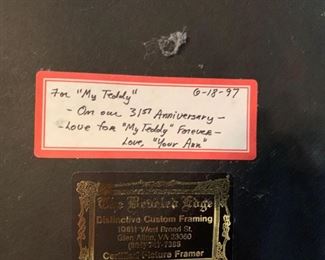 For "My Teddy" 6-18-97
- On our 31st Anniversary -
- Love for "My Teddy" Forever -
Love, "Your Ann"
The Beveled Edge
Distinctive Custom Framing
West Broad St.
Glen Allen, VA 23060
Certified Picture Framer